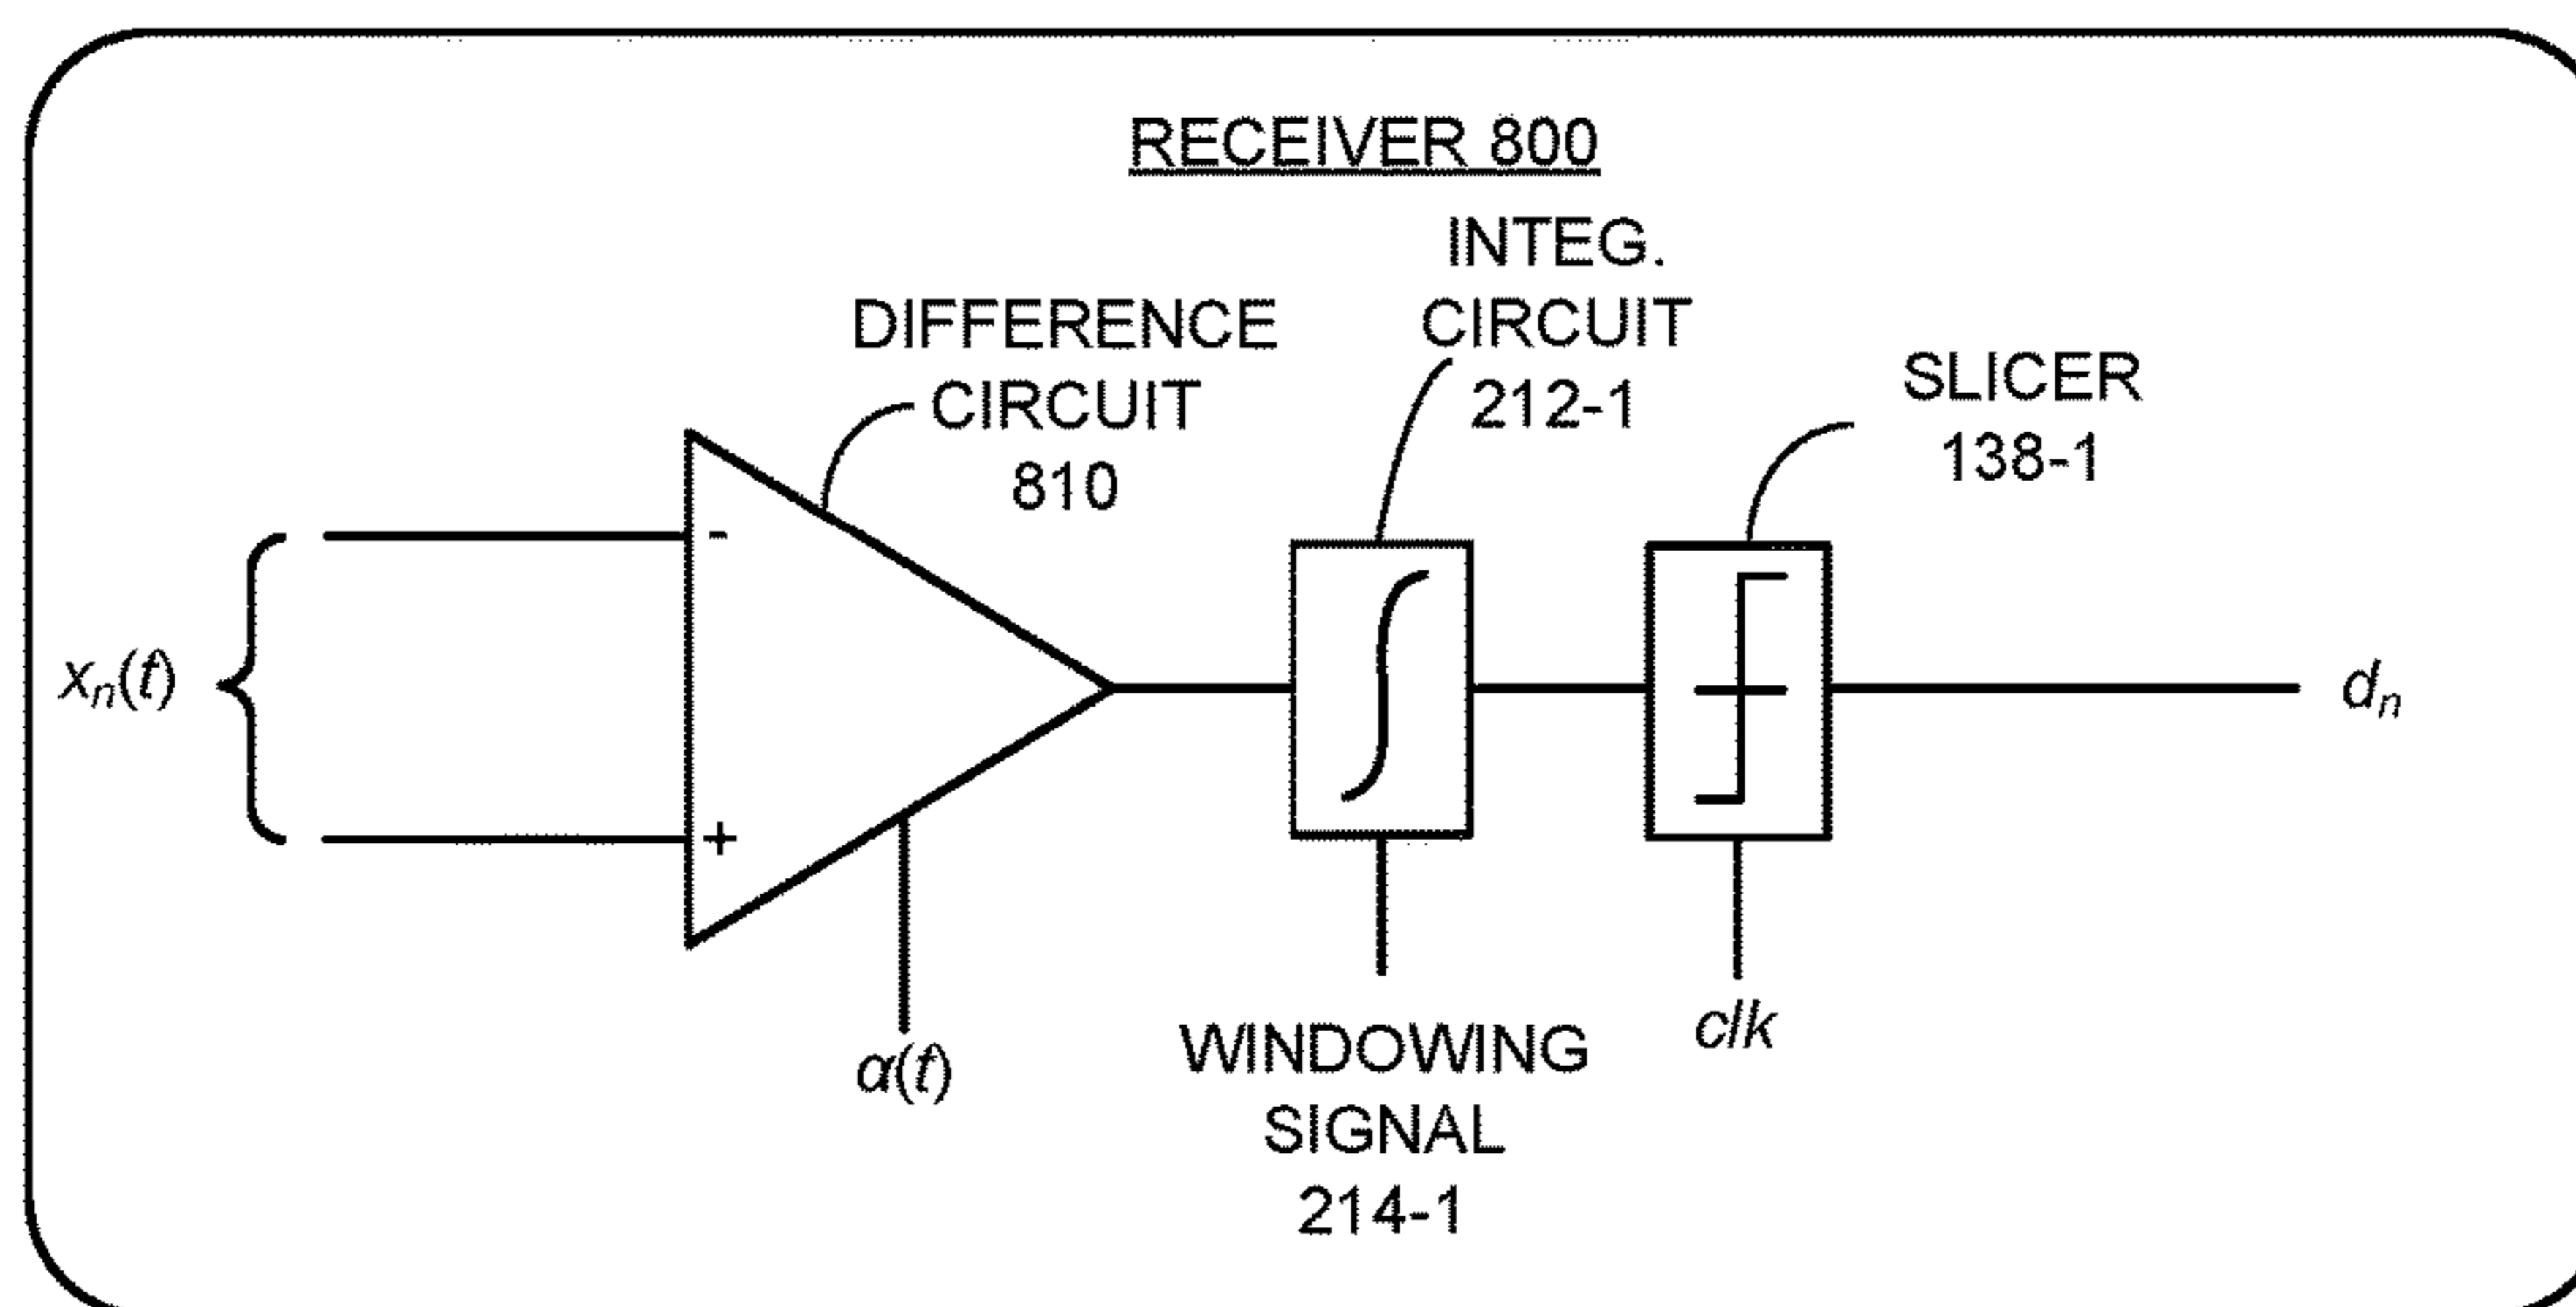 RECEIVER 800
INTEG.
CIRCUIT
212-1
DIFFERENCE
CIRCUIT
810
SLICER
138-1
-
+
xn(t)
dn
α(t)
clk
WINDOWING
SIGNAL
214-1